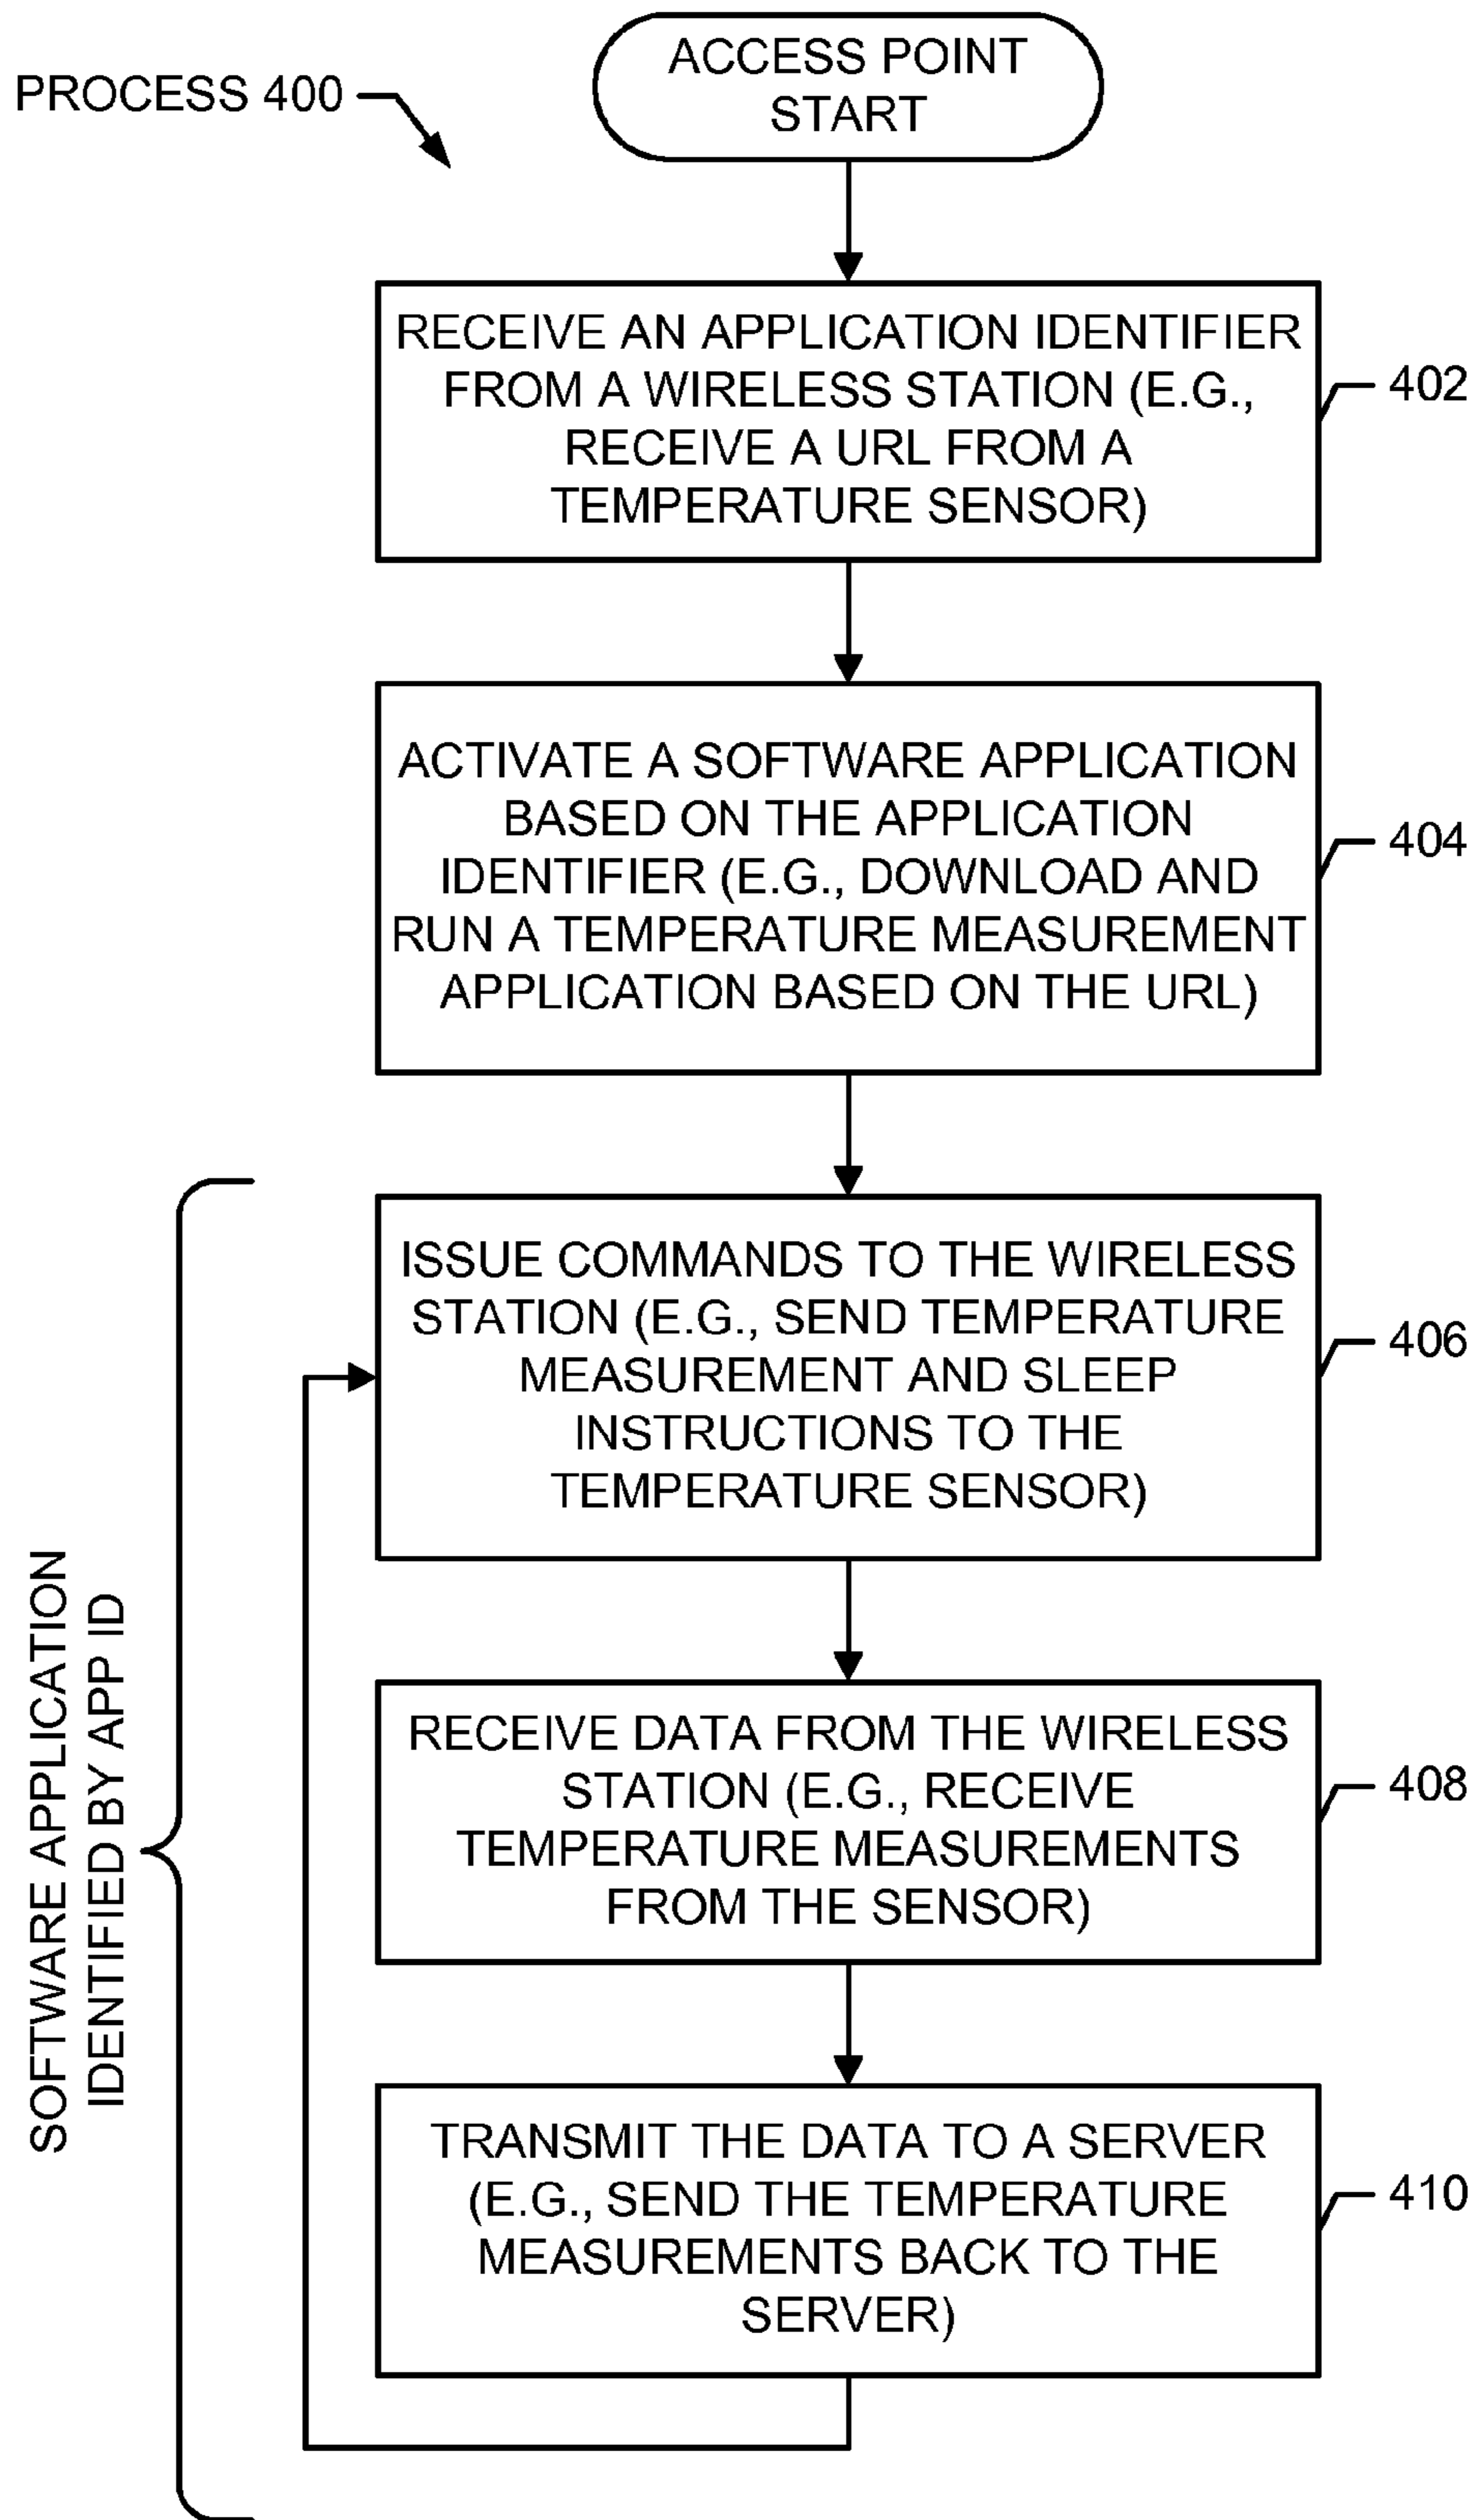 PROCESS 400
ACCESS POINT
START
RECEIVE AN APPLICATION IDENTIFIER
FROM A WIRELESS STATION (E.G.,
RECEIVE A URL FROM A
TEMPERATURE SENSOR)
402
ACTIVATE A SOFTWARE APPLICATION
BASED ON THE APPLICATION
IDENTIFIER (E.G., DOWNLOAD AND
RUN A TEMPERATURE MEASUREMENT
APPLICATION BASED ON THE URL)
404
ISSUE COMMANDS TO THE WIRELESS
STATION (E.G., SEND TEMPERATURE
MEASUREMENT AND SLEEP
INSTRUCTIONS TO THE
TEMPERATURE SENSOR)
406
SOFTWARE APPLICATION
IDENTIFIED BY APP ID
RECEIVE DATA FROM THE WIRELESS
STATION (E.G., RECEIVE
TEMPERATURE MEASUREMENTS
FROM THE SENSOR)
408
TRANSMIT THE DATA TO A SERVER
(E.G., SEND THE TEMPERATURE
MEASUREMENTS BACK TO THE
SERVER)
410